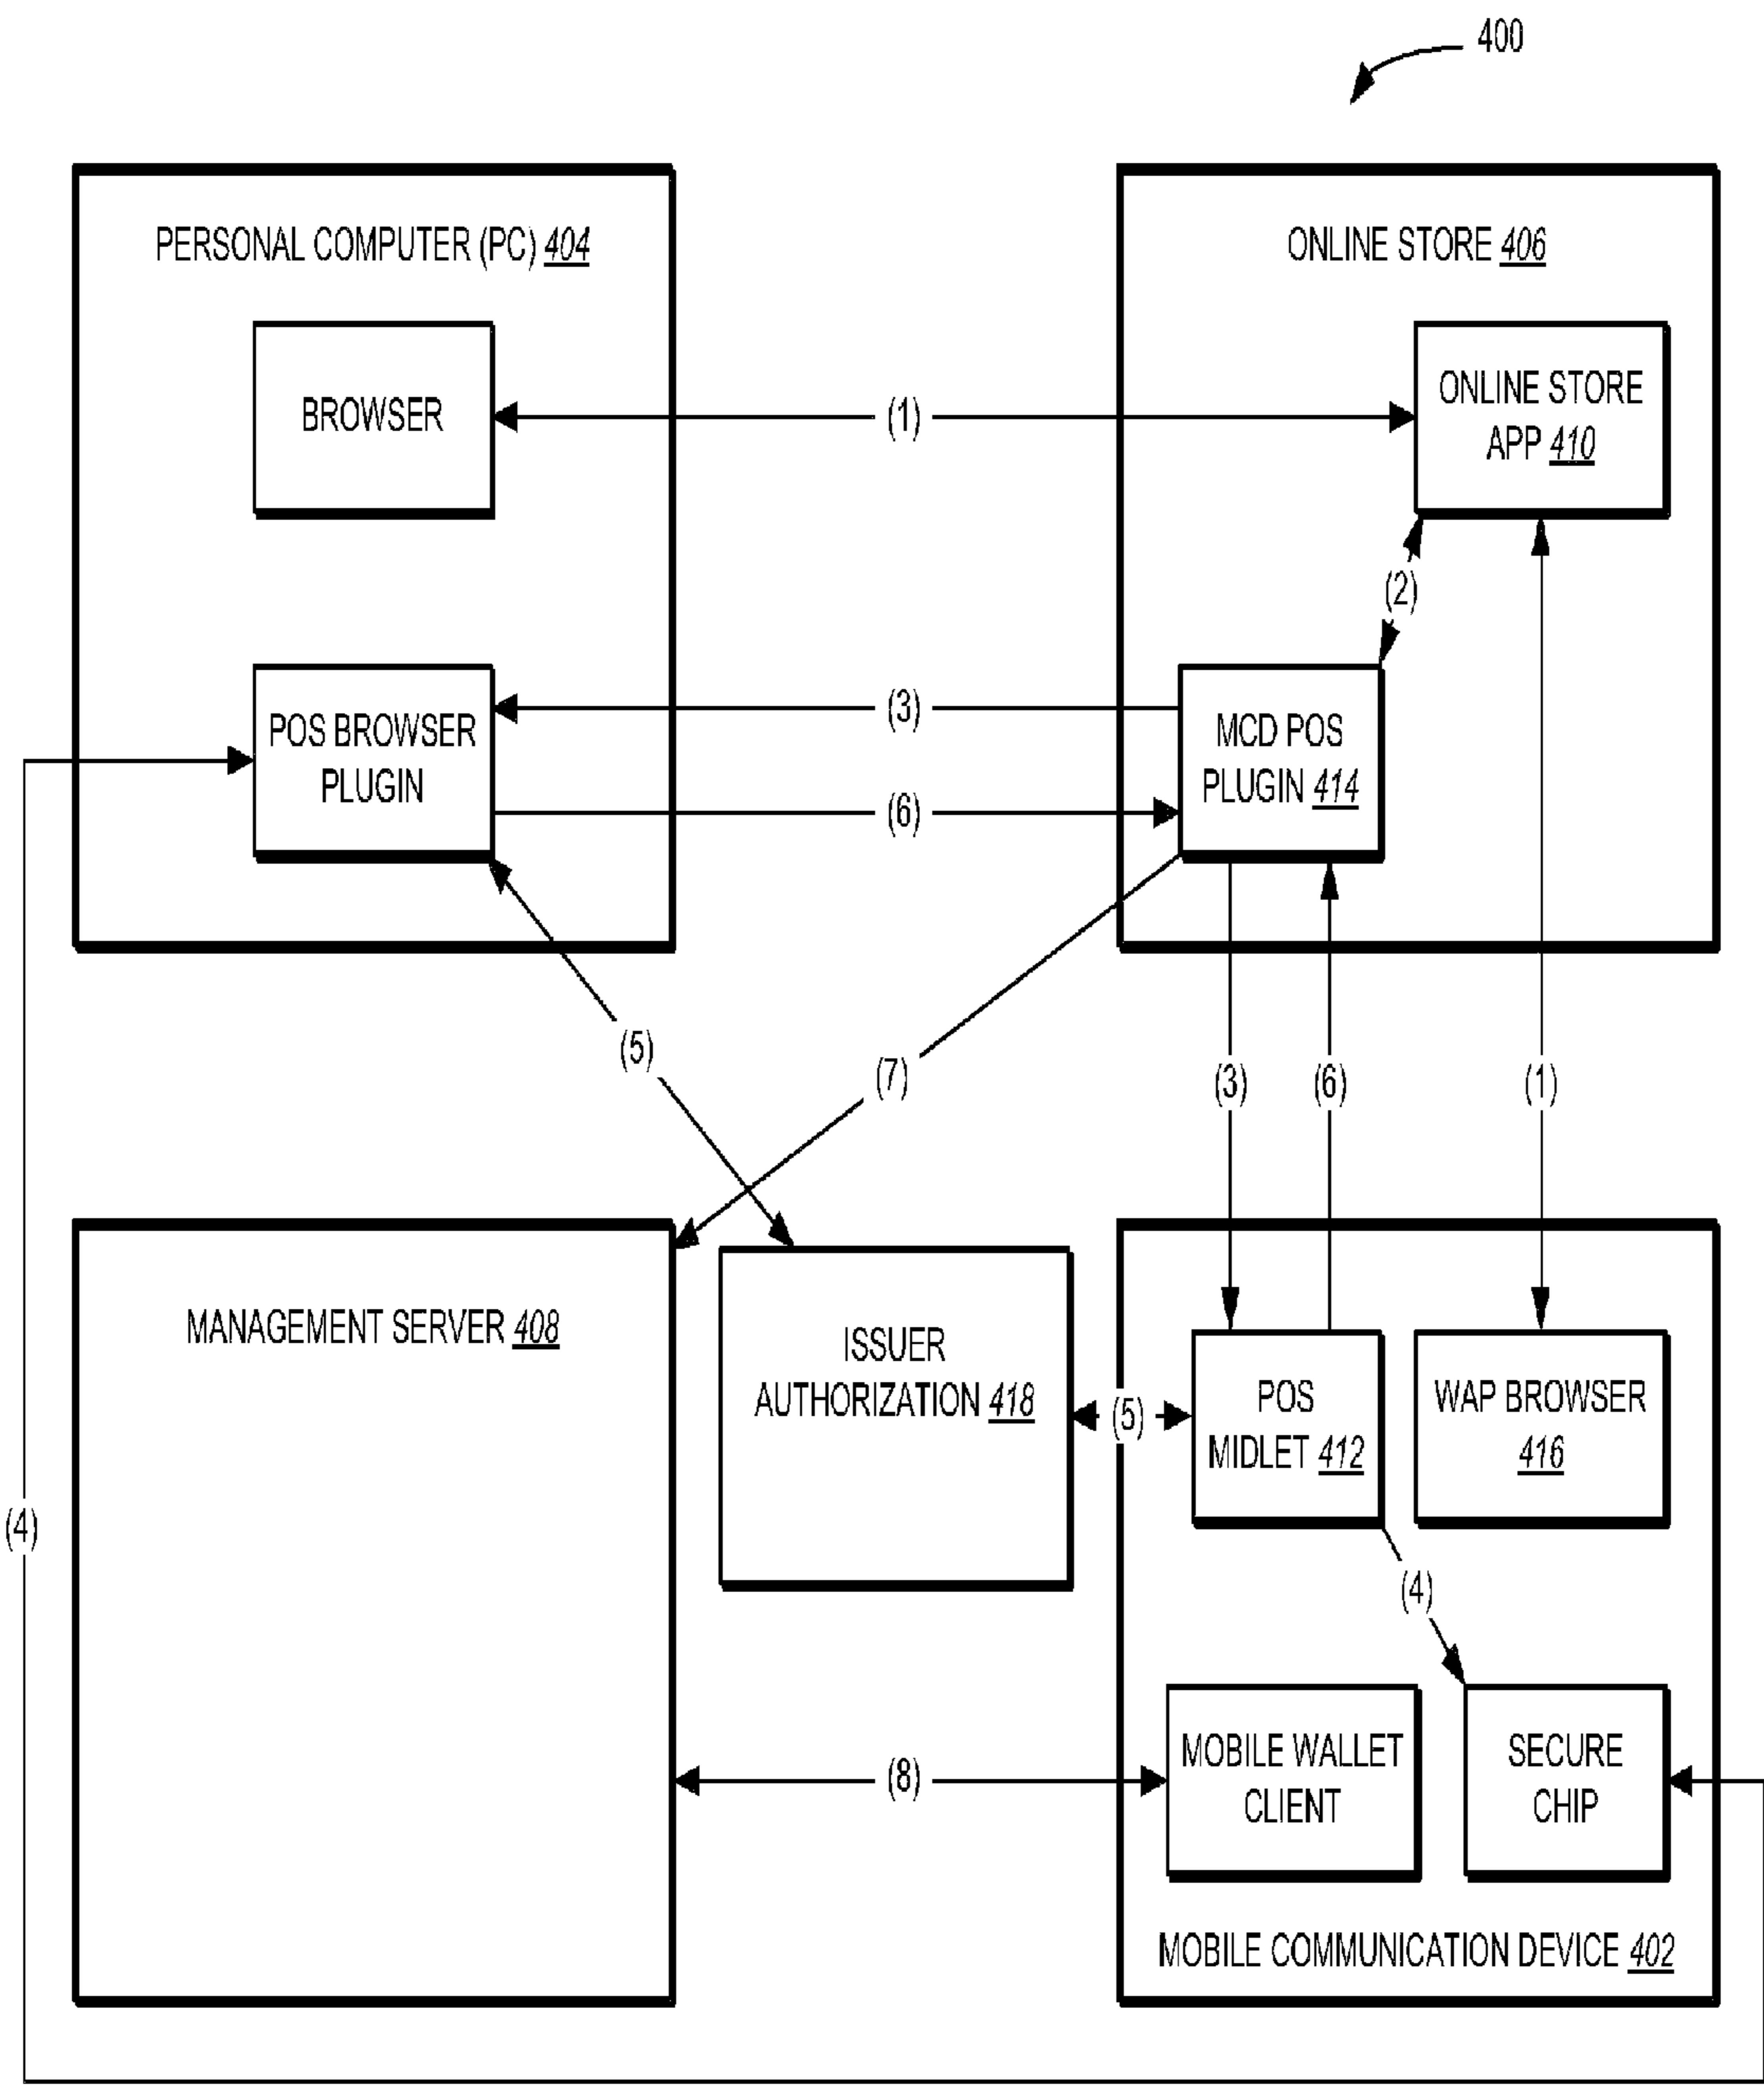 400
PERSONAL COMPUTER (PC) 404
ONLINE STORE 406
BROWSER
(1)
ONLINE STORE
APP 410
(2)
POS BROWSER
PLUGIN
(3)
(6)
MCD POS
PLUGIN 414
(5)
(7)
(3)
(6)
(1)
MANAGEMENT SERVER 408
ISSUER
AUTHORIZATION 418
(5)
POS
MIDLET 412
WAP BROWSER
416
(4)
(4)
(8)
MOBILE WALLET
CLIENT
SECURE
CHIP
MOBILE COMMUNICATION DEVICE 402